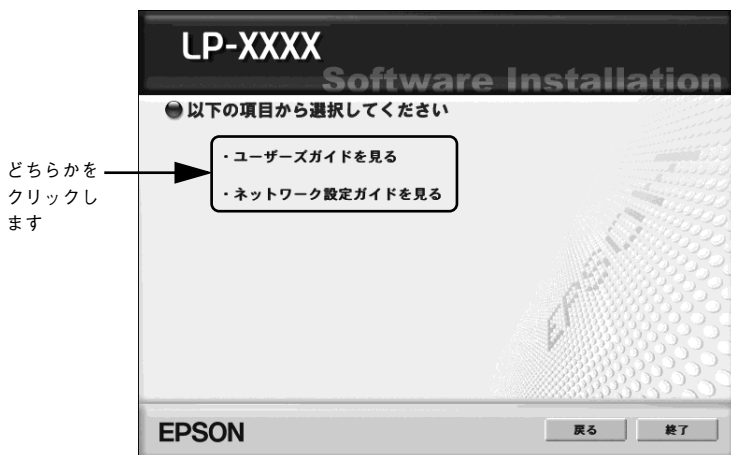 LP-XXXX
Software Installation
以下の項目から選択してください
どちらかを
クリックし
ます
・ユーザーズガイドを見る
・ネットワーク設定ガイドを見る
EPSON
EPSON
戻る
終了